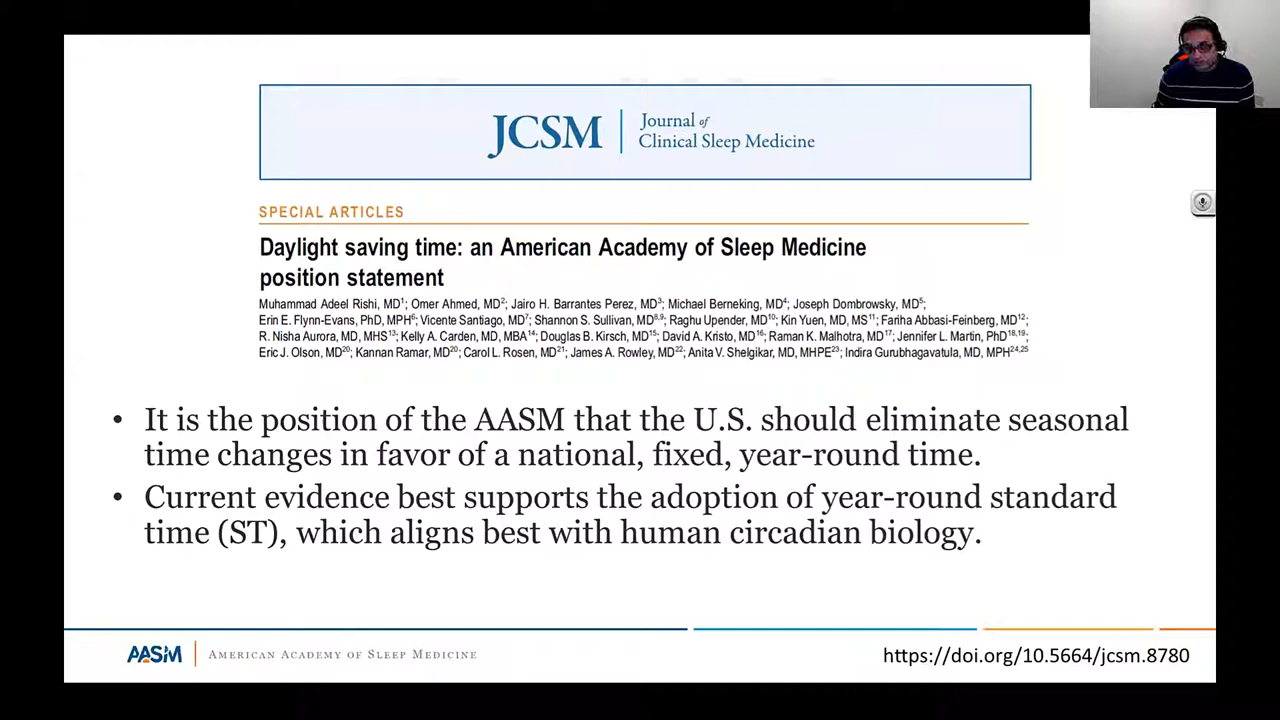 JCSM
Journal of
Clinical Sleep Medicine
SPECIAL ARTICLES
Daylight saving time: an American Academy of Sleep Medicine
position statement
Muhammad Adeel Rishi, MD1; Omer Ahmed, MD2; Jairo H. Barrantes Perez, MD3; Michael Berneking, MD4; Joseph Dombrowsky, MD5;
Erin E. Flynn-Evans, PhD, MPH6; Vicente Santiago, MD7; Shannon S. Sullivan, MD8,9; Raghu Upender, MD10; Kin Yuen, MD, MS11; Fariha Abbasi-Feinberg, MD12;
R. Nisha Aurora, MD, MHS13; Kelly A. Carden, MD, MBA14; Douglas B. Kirsch, MD15; David A. Kristo, MD16; Raman K. Malhotra, MD17; Jennifer L. Martin, PhD18,19;
Eric J. Olson, MD20; Kannan Ramar, MD20; Carol L. Rosen, MD21; James A. Rowley, MD22; Anita V. Shelgikar, MD, MHPE23; Indira Gurubhagavatula, MD, MPH24,25
• It is the position of the AASM that the U.S. should eliminate seasonal
time changes in favor of a national, fixed, year-round time.
• Current evidence best supports the adoption of year-round standard
time (ST), which aligns best with human circadian biology.
AASM
AMERICAN ACADEMY OF SLEEP MEDICINE
https://doi.org/10.5664/jcsm.8780